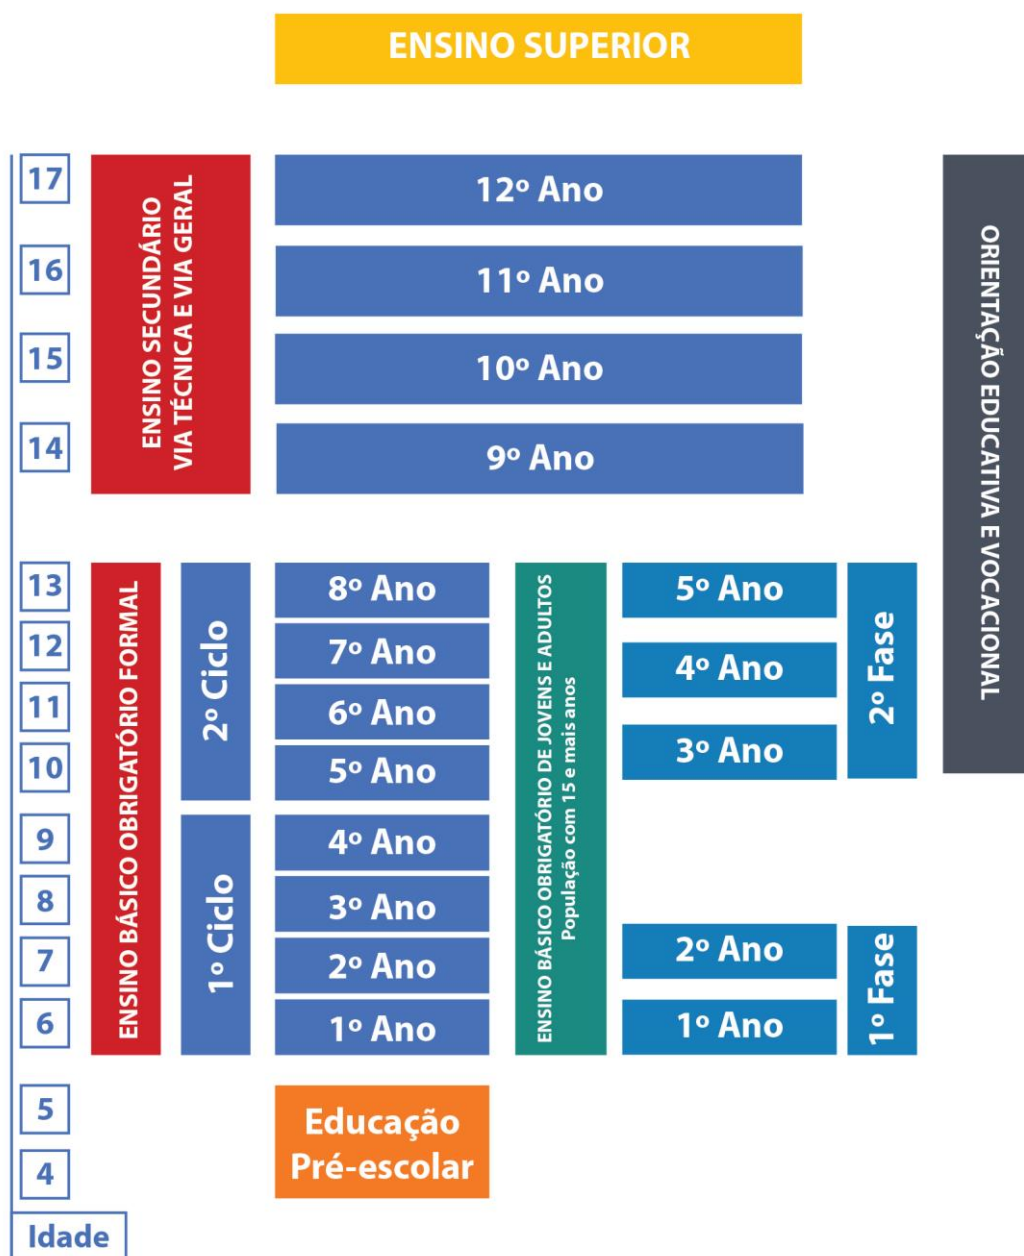 ENSINO SUPERIOR
17
16
15
14
ENSINO SECUNDÁRIO
VIA TÉCNICA E VIA GERAL
12º Ano
11º Ano
10º Ano
9º Ano
ORIENTAÇÃO EDUCATIVA E VOCACIONAL
13
12
11
10
9
8
7
6
ENSINO BÁSICO OBRIGATÓRIO FORMAL
2º Ciclo
1º Ciclo
8º Ano
7º Ano
6º Ano
5º Ano
4º Ano
3º Ano
2º Ano
1º Ano
ENSINO BÁSICO OBRIGATÓRIO DE JOVENS E ADULTOS
População com 15 e mais anos
5º Ano
4º Ano
3º Ano
2º Fase
2º Ano
1º Ano
1º Fase
5
4
Educação
Pré-escolar
Idade